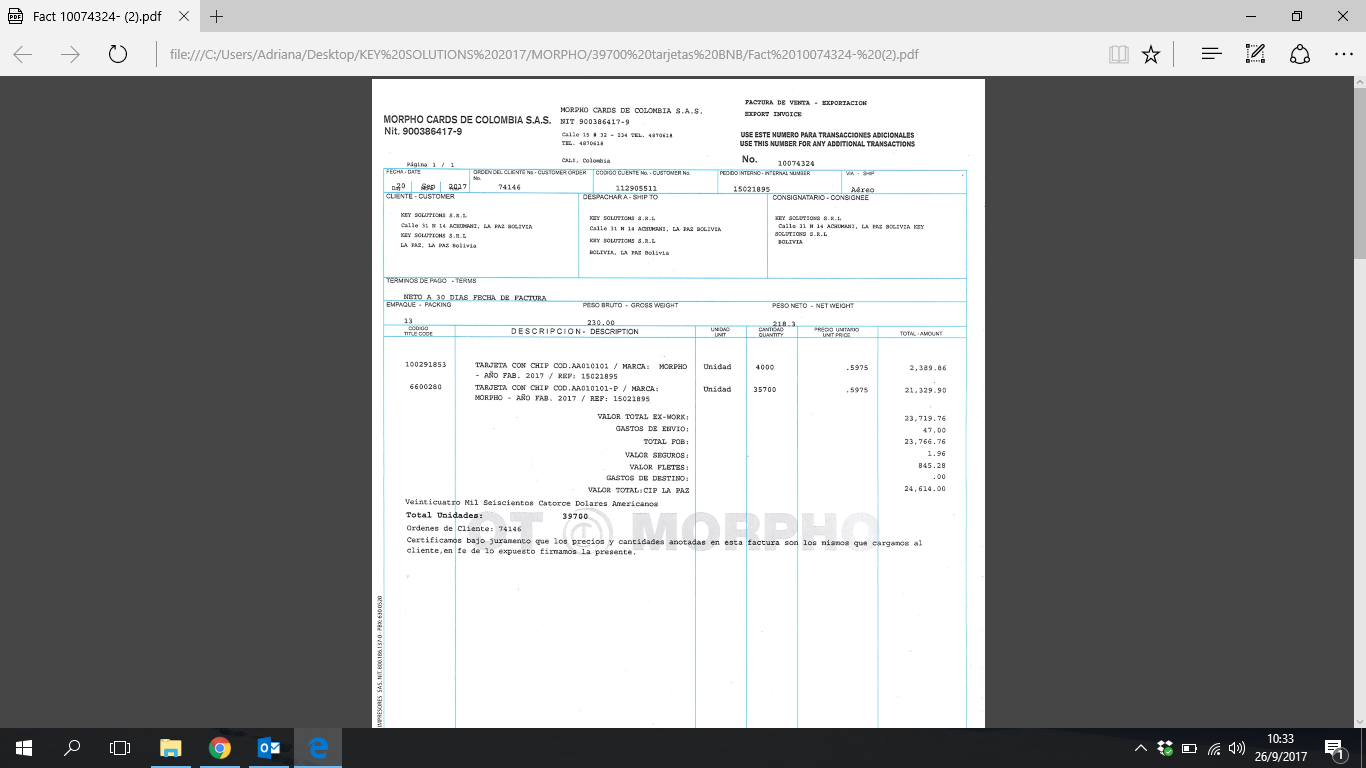 Fact 10074324- (2).pdf
file:///C:/Users/Adriana/Desktop/KEY%20SOLUTIONS%202017/MORPHO/39700%20tarjetas%20BNB/Fact%2010074324-%20(2).pdf
MORPHO CARDS DE COLOMBIA S.A.S.
Nit. 900386417-9
MORPHO CARDS DE COLOMBIA S.A.S.
NIT 900386417-9
Calle 15 # 32 - 234 TEL. 4870618
TEL. 4870618
CALI, Colombia
FACTURA DE VENTA - EXPORTACION
EXPORT INVOICE
USE ESTE NUMERO PARA TRANSACCIONES ADICIONALES
USE THIS NUMBER FOR ANY ADDITIONAL TRANSACTIONS
No. 10074324
Página 1 / 1
FECHA - DATE
20 Sep 2017
ORDEN DEL CLIENTE No.- CUSTOMER ORDER No.
74146
CODIGO CLIENTE No.- CUSTOMER No.
112905511
PEDIDO INTERNO - INTERNAL NUMBER
15021895
VIA - SHIP
Aéreo
CLIENTE - CUSTOMER
KEY SOLUTIONS S.R.L
Calle 31 N 14 ACHUMANI, LA PAZ BOLIVIA
KEY SOLUTIONS S.R.L
LA PAZ, LA PAZ Bolivia
DESPACHAR A - SHIP TO
KEY SOLUTIONS S.R.L
Calle 31 N 14 ACHUMANI, LA PAZ BOLIVIA
KEY SOLUTIONS S.R.L
BOLIVIA, LA PAZ Bolivia
CONSIGNATARIO - CONSIGNEE
KEY SOLUTIONS S.R.L
Calle 31 N 14 ACHUMANI, LA PAZ BOLIVIA KEY
SOLUTIONS S.R.L
BOLIVIA
TERMINOS DE PAGO - TERMS
NETO A 30 DIAS FECHA DE FACTURA
EMPAQUE - PACKING
13
PESO BRUTO - GROSS WEIGHT
230.00
PESO NETO - NET WEIGHT
218.3
CODIGO
TITLE CODE
DESCRIPCION - DESCRIPTION
UNIDAD
UNIT
CANTIDAD
QUANTITY
PRECIO UNITARIO
UNIT PRICE
TOTAL - AMOUNT
100291853 TARJETA CON CHIP COD.AA010101 / MARCA: MORPHO Unidad 4000 .5975 2,389.86
- AÑO FAB. 2017 / REF: 15021895
6600280 TARJETA CON CHIP COD.AA010101-P / MARCA: Unidad 35700 .5975 21,329.90
MORPHO - AÑO FAB. 2017 / REF: 15021895
VALOR TOTAL EX-WORK: 23,719.76
GASTOS DE ENVIO: 47.00
TOTAL FOB: 23,766.76
VALOR SEGUROS: 1.96
VALOR FLETES: 845.28
GASTOS DE DESTINO: .00
VALOR TOTAL:CIP LA PAZ 24,614.00
Veinticuatro Mil Seiscientos Catorce Dolares Americanos
Total Unidades: 39700
OT MORPHO
Ordenes de Cliente: 74146
Certificamos bajo juramento que los precios y cantidades anotadas en esta factura son los mismos que cargamos al
cliente,en fe de lo expuesto firmamos la presente.
10:33
26/9/2017
1